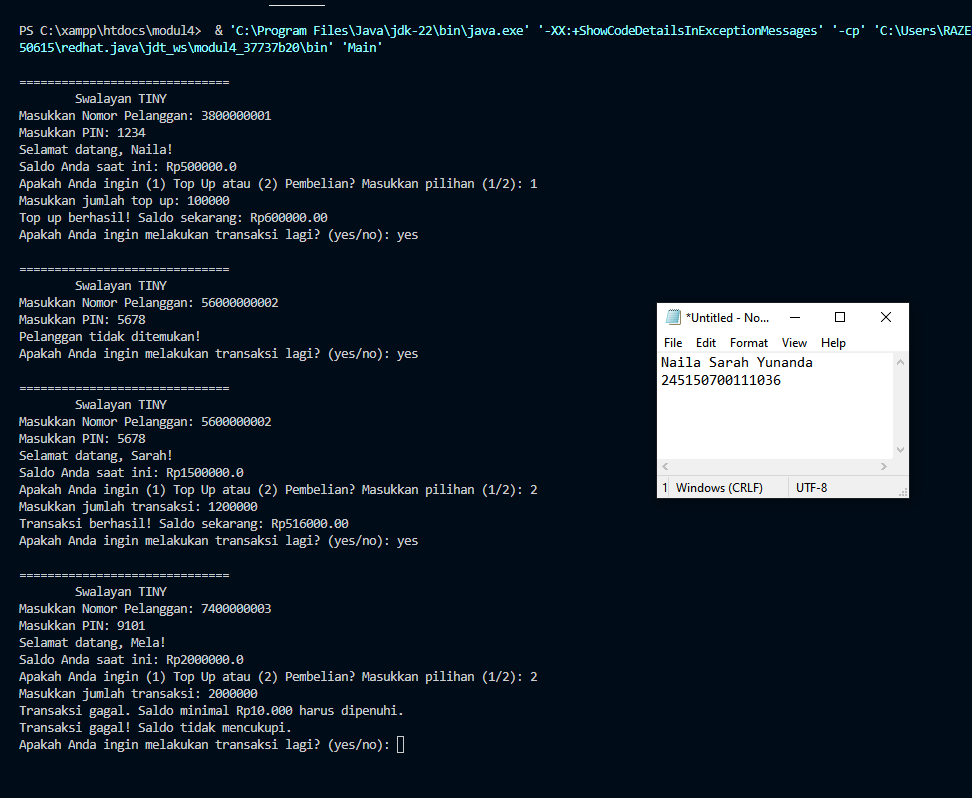 PS C:\xampp\htdocs\modul4>  & 'C:\Program Files\Java\jdk-22\bin\java.exe' '-XX:+ShowCodeDetailsInExceptionMessages' '-cp' 'C:\Users\RAZE
50615\redhat.java\jdt_ws\modul4_37737b20\bin' 'Main'
==============================
Swalayan TINY
Masukkan Nomor Pelanggan: 3800000001
Masukkan PIN: 1234
Selamat datang, Naila!
Saldo Anda saat ini: Rp500000.0
Apakah Anda ingin (1) Top Up atau (2) Pembelian? Masukkan pilihan (1/2): 1
Masukkan jumlah top up: 100000
Top up berhasil! Saldo sekarang: Rp600000.00
Apakah Anda ingin melakukan transaksi lagi? (yes/no): yes
==============================
Swalayan TINY
Masukkan Nomor Pelanggan: 56000000002
Masukkan PIN: 5678
Pelanggan tidak ditemukan!
Apakah Anda ingin melakukan transaksi lagi? (yes/no): yes
==============================
Swalayan TINY
Masukkan Nomor Pelanggan: 5600000002
Masukkan PIN: 5678
Selamat datang, Sarah!
Saldo Anda saat ini: Rp1500000.0
Apakah Anda ingin (1) Top Up atau (2) Pembelian? Masukkan pilihan (1/2): 2
Masukkan jumlah transaksi: 1200000
Transaksi berhasil! Saldo sekarang: Rp516000.00
Apakah Anda ingin melakukan transaksi lagi? (yes/no): yes
==============================
Swalayan TINY
Masukkan Nomor Pelanggan: 7400000003
Masukkan PIN: 9101
Selamat datang, Mela!
Saldo Anda saat ini: Rp2000000.0
Apakah Anda ingin (1) Top Up atau (2) Pembelian? Masukkan pilihan (1/2): 2
Masukkan jumlah transaksi: 2000000
Transaksi gagal. Saldo minimal Rp10.000 harus dipenuhi.
Transaksi gagal! Saldo tidak mencukupi.
Apakah Anda ingin melakukan transaksi lagi? (yes/no):
*Untitled - No...
File Edit Format View Help
Naila Sarah Yunanda
245150700111036
1 Windows (CRLF) UTF-8